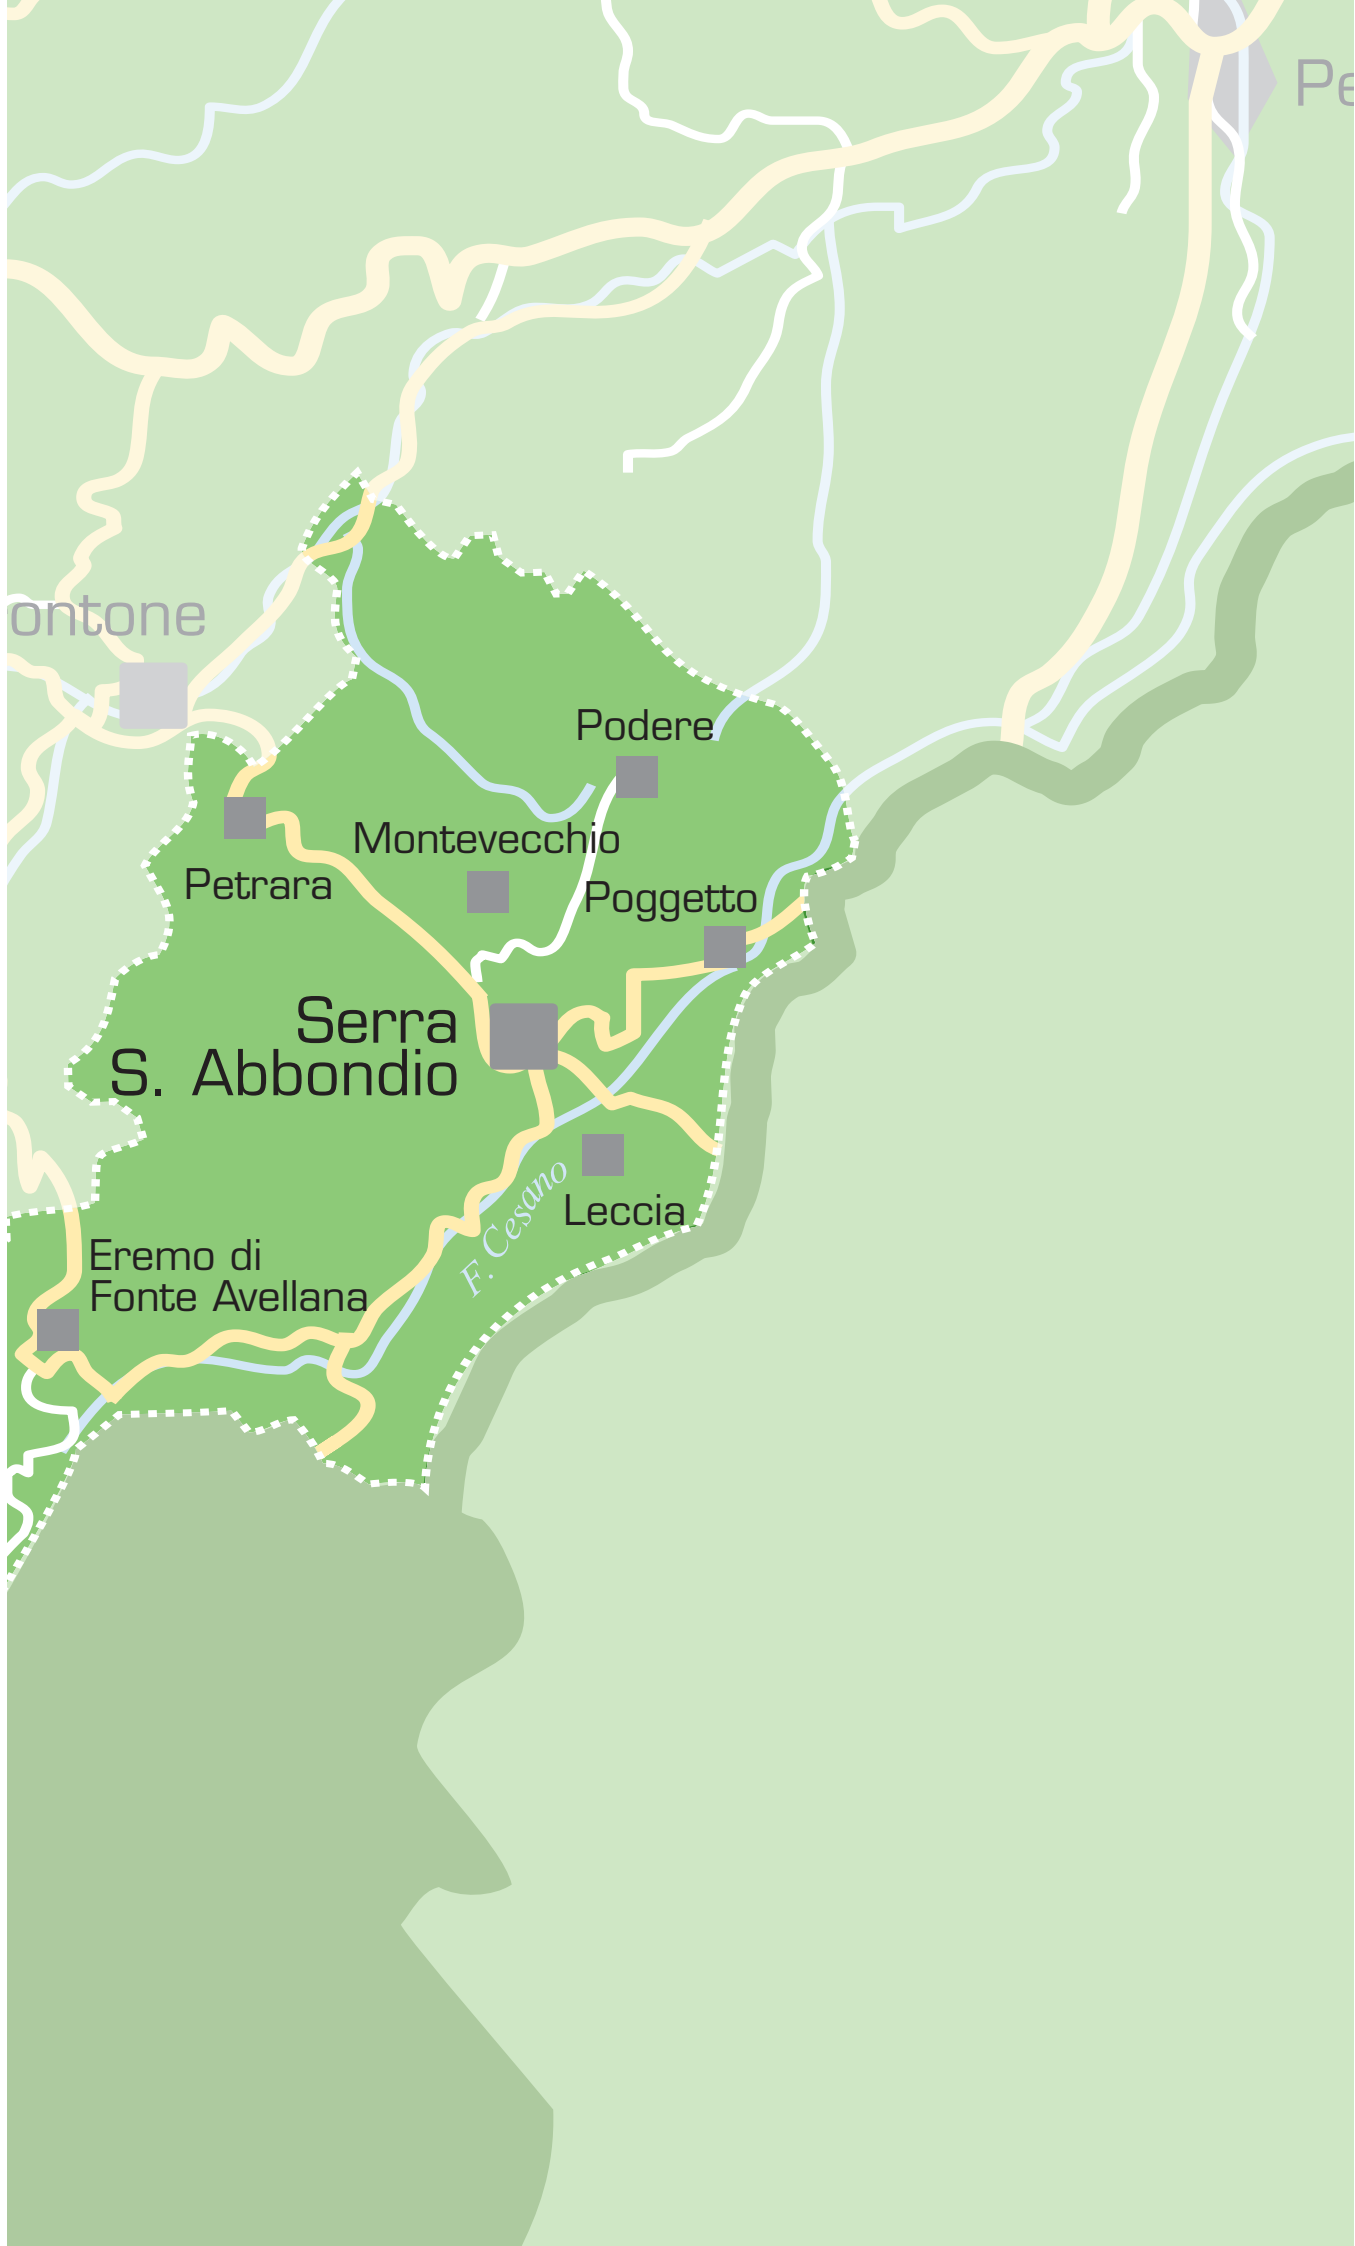 Pe
ontone
Podere
Montevecchio
Petrara
Poggetto
Serra
S. Abbondio
F. Cesano
Leccia
Eremo di
Fonte Avellana